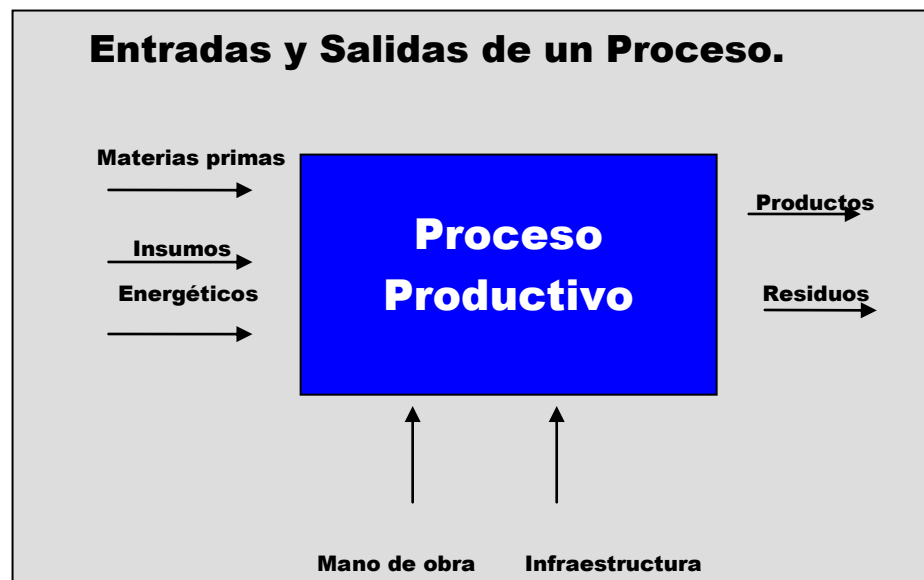 Entradas y Salidas de un Proceso.
Materias primas
Insumos
Energéticos
Proceso
Productivo
Productos
Residuos
Mano de obra
Infraestructura